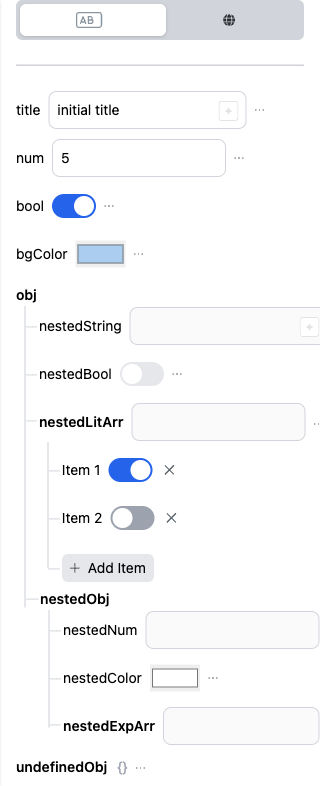 AB
title initial title
num 5
bool
bgColor
obj
nestedString
nestedBool
nestedLitArr
Item 1
Item 2
+ Add Item
nestedObj
nestedNum
nestedColor
nestedExpArr
undefinedObj {}